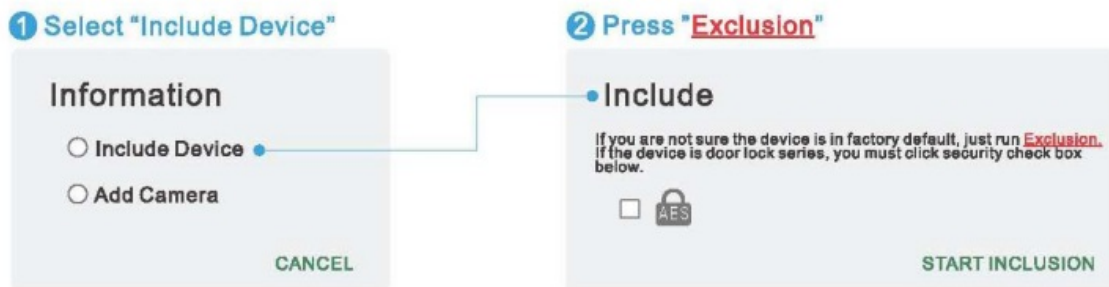 1 Select "Include Device"
2 Press "Exclusion"
Information
Include Device
Add Camera
CANCEL
Include
If you are not sure the device is in factory default, just run Exclusion.
If the device is door lock series, you must click security check box
below.
AES
START INCLUSION